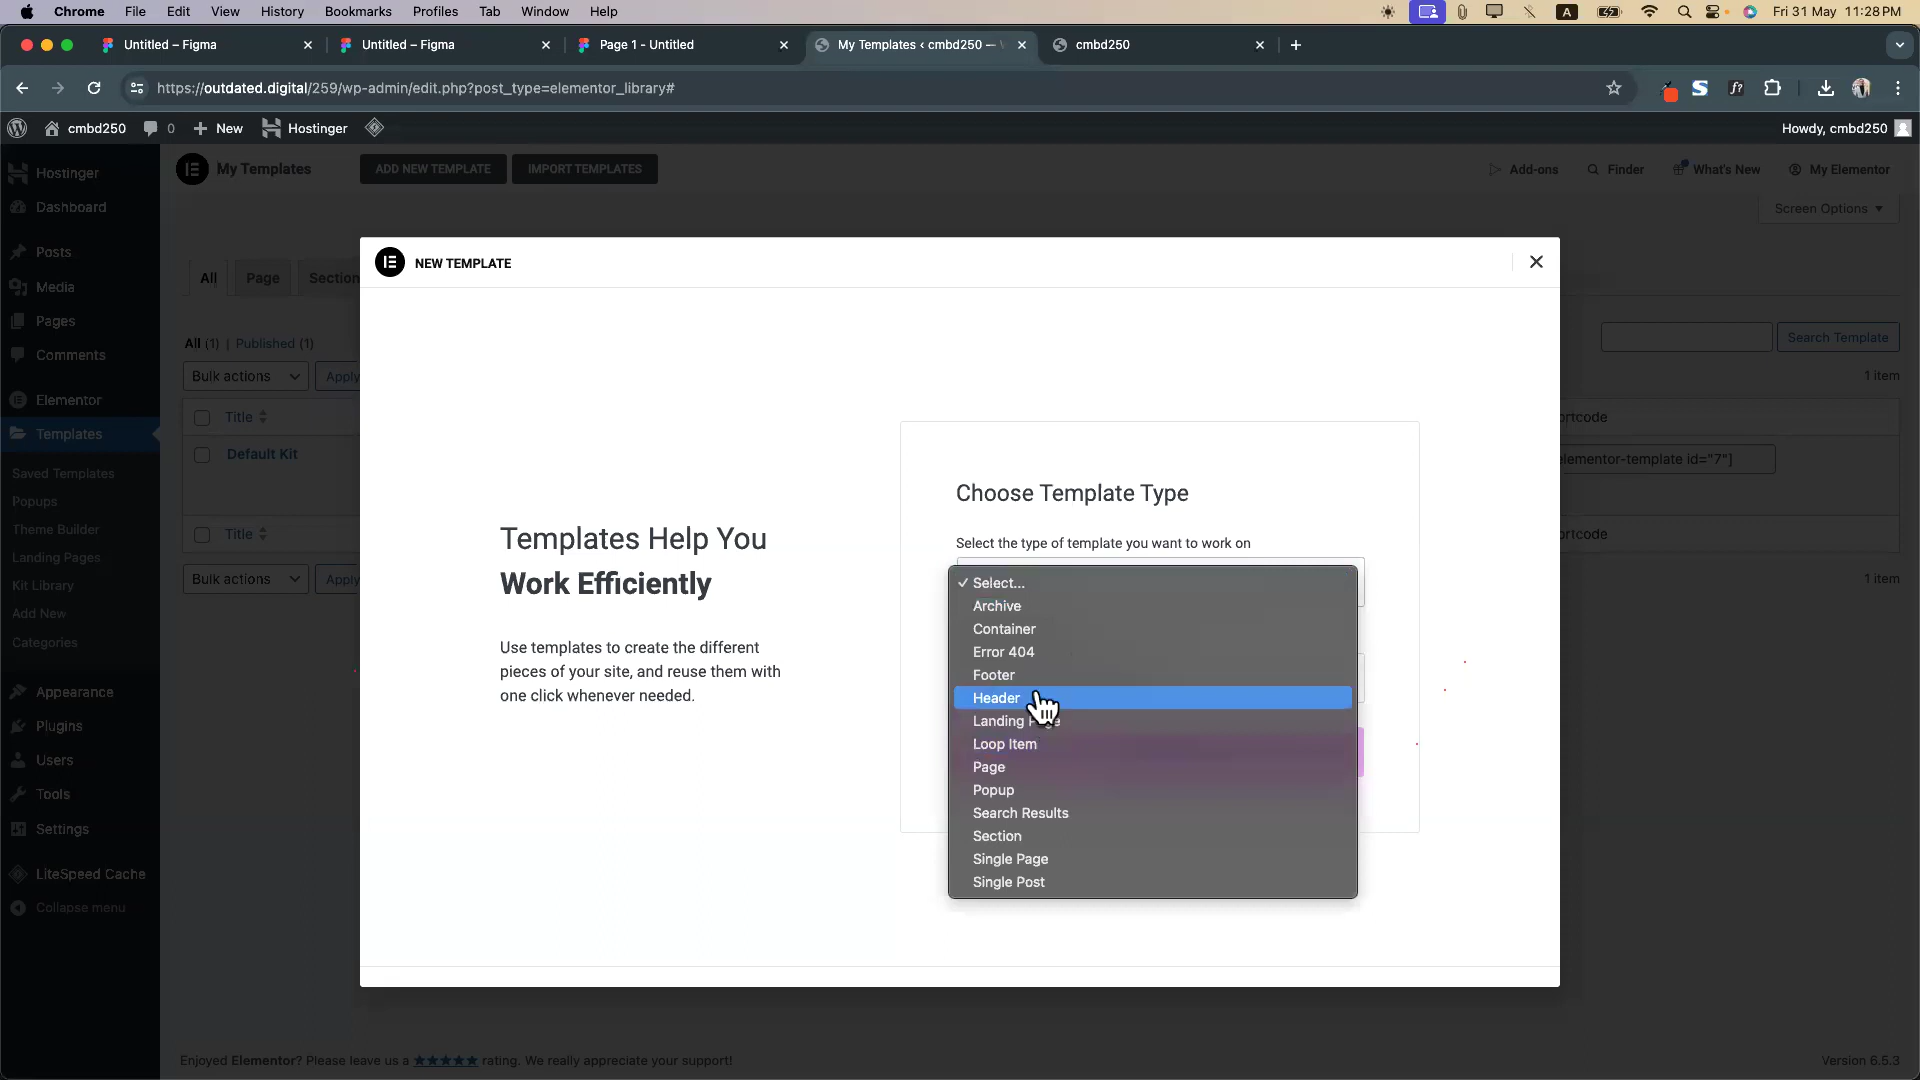 Chrome File Edit View History Bookmarks Profiles Tab Window Help
A Fri 31 May 11:28 PM
Untitled – Figma
Untitled – Figma
Page 1 - Untitled
My Templates ‹ cmbd250 —
cmbd250
https://outdated.digital/259/wp-admin/edit.php?post_type=elementor_library#
S f?
cmbd250 0 New Hostinger
Howdy, cmbd250
Hostinger
Dashboard
Posts
Media
Pages
Comments
Elementor
Templates
Saved Templates
Popups
Theme Builder
Landing Pages
Kit Library
Add New
Categories
Appearance
Plugins
Users
Tools
Settings
LiteSpeed Cache
Collapse menu
My Templates
ADD NEW TEMPLATE
IMPORT TEMPLATES
Add-ons
Finder
What's New
My Elementor
Screen Options
All
Page
Section
All (1) | Published (1)
Search Template
Bulk actions
Apply
1 item
Title
ortcode
Default Kit
elementor-template id="7"]
Title
ortcode
Bulk actions
Apply
1 item
NEW TEMPLATE
Templates Help You
Work Efficiently
Use templates to create the different
pieces of your site, and reuse them with
one click whenever needed.
Choose Template Type
Select the type of template you want to work on
✓ Select...
Archive
Container
Error 404
Footer
Header
Landing Page
Loop Item
Page
Popup
Search Results
Section
Single Page
Single Post
Enjoyed Elementor? Please leave us a ★★★★★ rating. We really appreciate your support!
Version 6.5.3